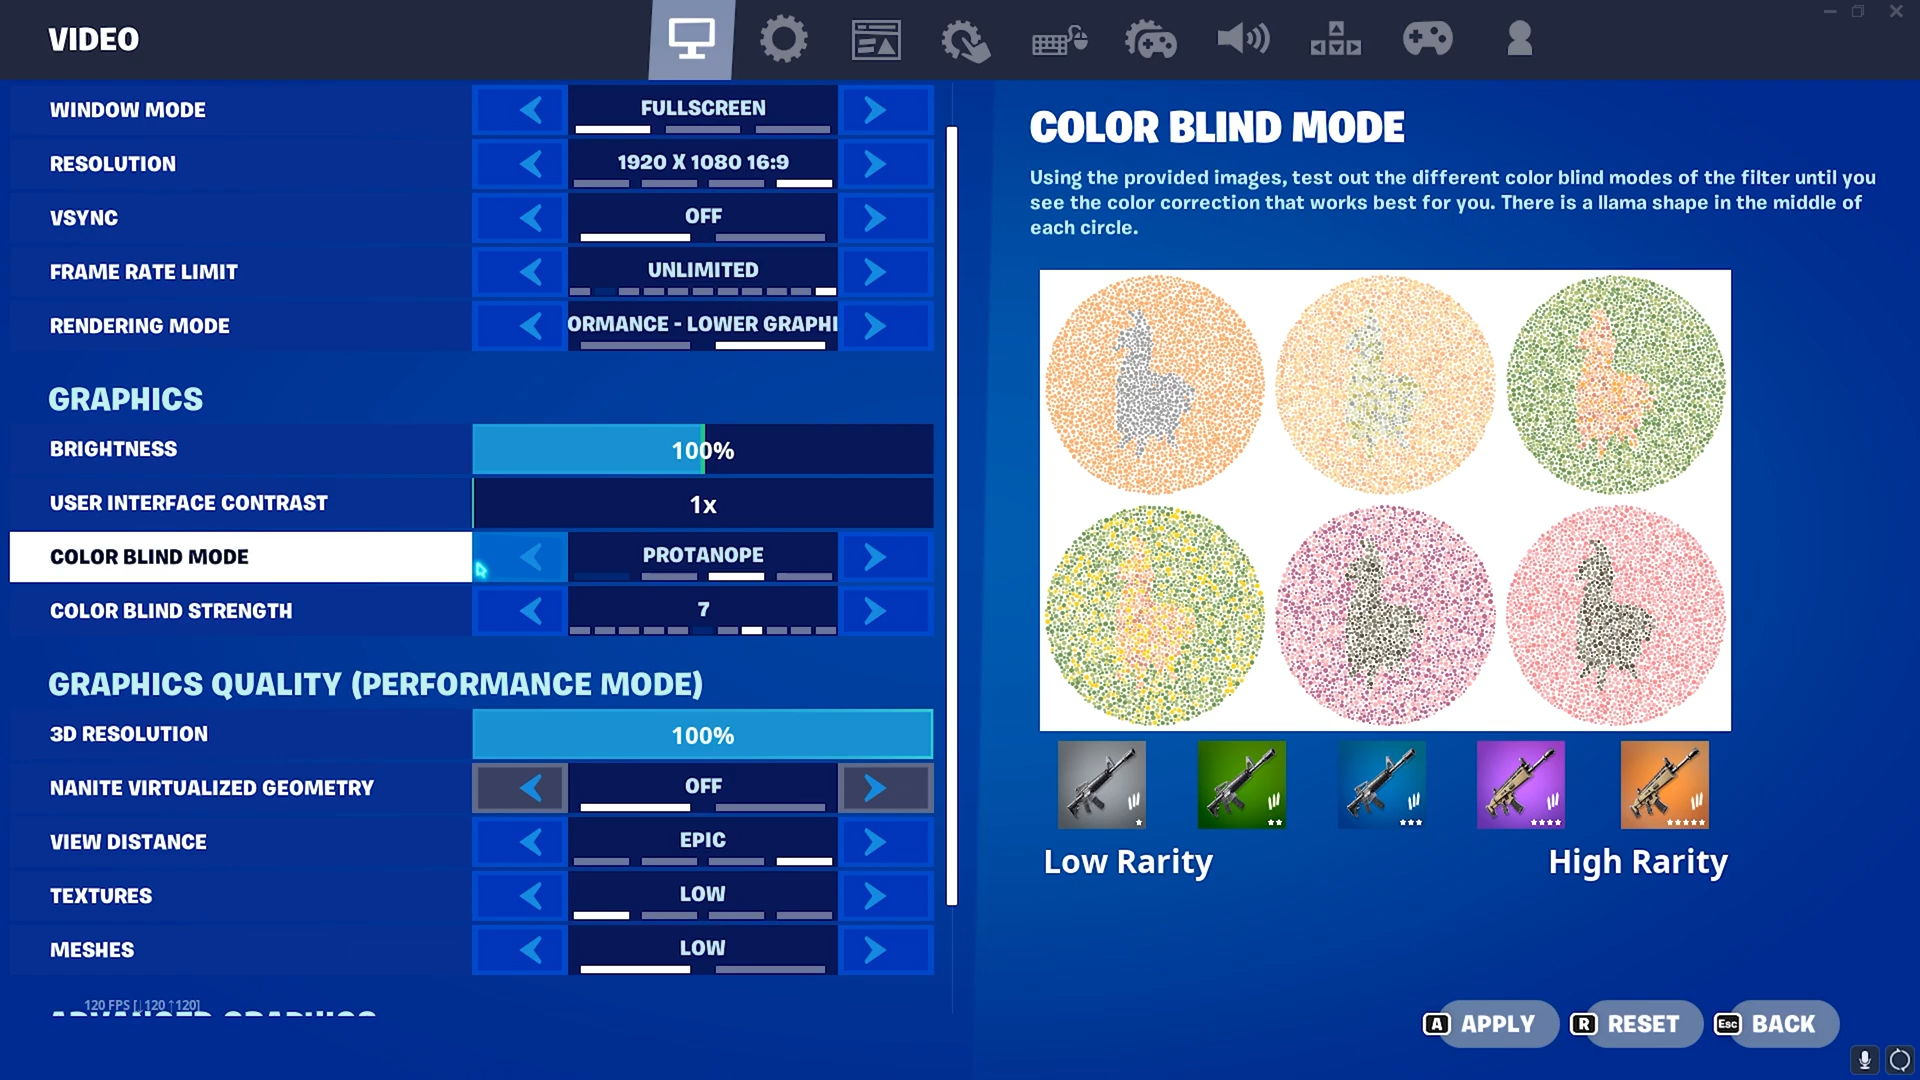 VIDEO
WINDOW MODE
FULLSCREEN
RESOLUTION
1920 X 1080 16:9
VSYNC
OFF
FRAME RATE LIMIT
UNLIMITED
RENDERING MODE
ORMANCE - LOWER GRAPHI
GRAPHICS
BRIGHTNESS
100%
USER INTERFACE CONTRAST
1x
COLOR BLIND MODE
PROTANOPE
COLOR BLIND STRENGTH
7
GRAPHICS QUALITY (PERFORMANCE MODE)
3D RESOLUTION
100%
NANITE VIRTUALIZED GEOMETRY
OFF
VIEW DISTANCE
EPIC
TEXTURES
LOW
MESHES
LOW
120 FPS [↓120 ↑120]
ADVANCED GRAPHICS
COLOR BLIND MODE
Using the provided images, test out the different color blind modes of the filter until you
see the color correction that works best for you. There is a llama shape in the middle of
each circle.
Low Rarity
High Rarity
A APPLY
R RESET
Esc BACK